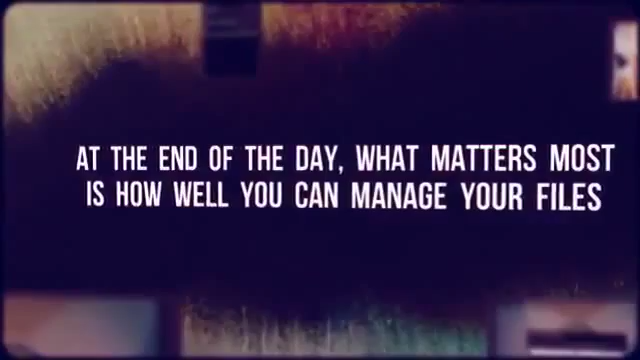 AT THE END OF THE DAY, WHAT MATTERS MOST
IS HOW WELL YOU CAN MANAGE YOUR FILES